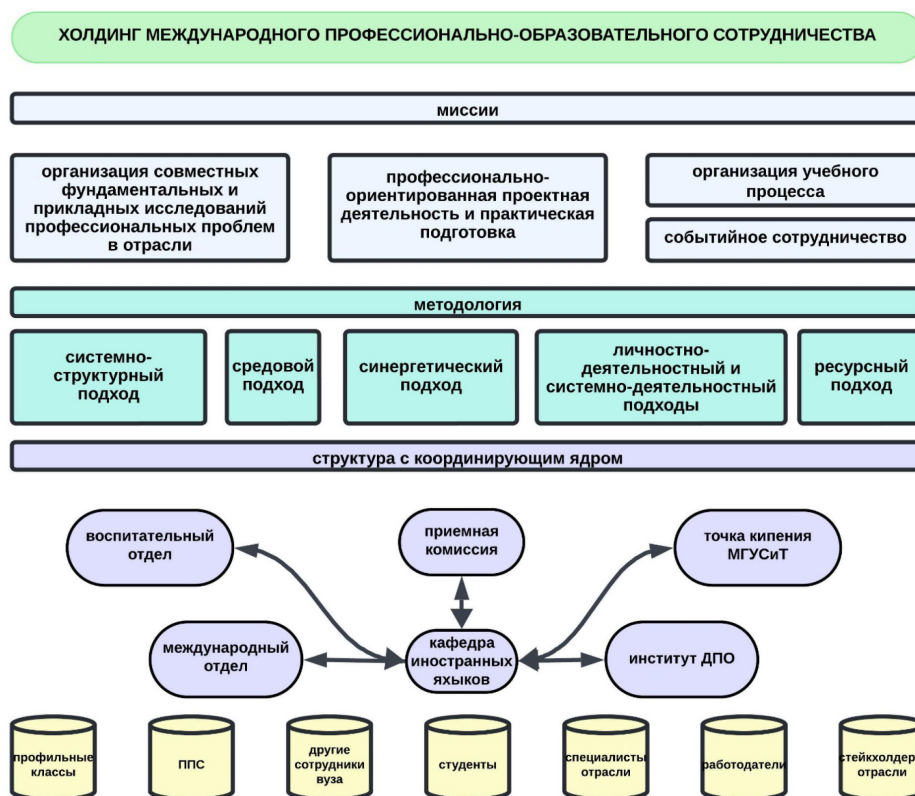 ХОЛДИНГ МЕЖДУНАРОДНОГО ПРОФЕССИОНАЛЬНО-ОБРАЗОВАТЕЛЬНОГО СОТРУДНИЧЕСТВА
миссии
организация совместных
фундаментальных и
прикладных исследований
профессиональных проблем
в отрасли
профессионально-
ориентированная проектная
деятельность и практическая
подготовка
организация учебного
процесса
событийное сотрудничество
методология
системно-
структурный
подход
средовой
подход
синергетический
подход
личностно-
деятельностный и
системно-деятельностный
подходы
ресурсный
подход
структура с координирующим ядром
воспитательный
отдел
приемная
комиссия
точка кипения
МГУСиТ
международный
отдел
кафедра
иностранных
яхыков
институт ДПО
профильные
классы
ППС
другие
сотрудники
вуза
студенты
специалисты
отрасли
работодатели
стейкхолдер
отрасли